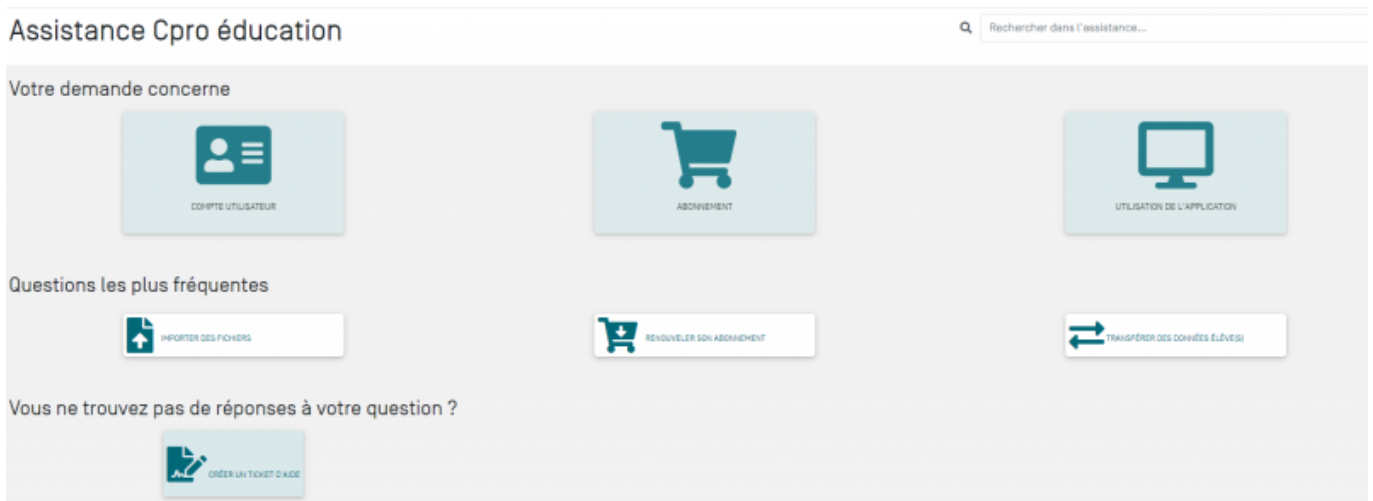 Assistance Cpro éducation
Rechercher dans l'assistance...
Votre demande concerne
COMPTE UTILISATEUR
ABONNEMENT
UTILISATION DE L'APPLICATION
Questions les plus fréquentes
IMPORTER DES FICHIERS
RENOUVELER SON ABONNEMENT
TRANSFÉRER DES DONNÉES ÉLÈVE(S)
Vous ne trouvez pas de réponses à votre question ?
CRÉER UN TICKET D'AIDE